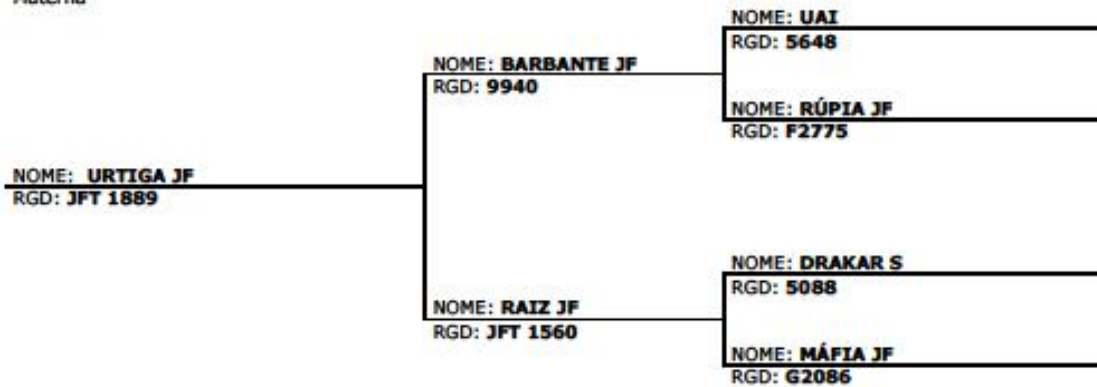 Materna
NOME: UAI
RGD: 5648
NOME: BARBANTE JF
RGD: 9940
NOME: RÚPIA JF
RGD: F2775
NOME: URTIGA JF
RGD: JFT 1889
NOME: DRAKAR S
RGD: 5088
NOME: RAIZ JF
RGD: JFT 1560
NOME: MÁFIA JF
RGD: G2086